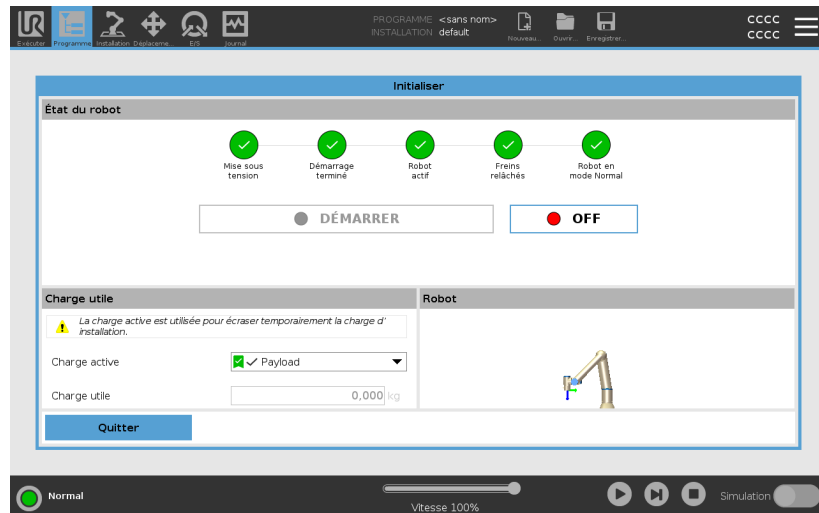 UR
PROGRAMME <sans nom>
INSTALLATION default
cccc
cccc
Exécuter Programme Installation Déplaceme... E/S Journal
Nouveau... Ouvrir... Enregistrer...
Initialiser
État du robot
Mise sous
tension
Démarrage
terminé
Robot
actif
Freins
relâchés
Robot en
mode Normal
DÉMARRER
OFF
Charge utile
Robot
La charge active est utilisée pour écraser temporairement la charge d'
installation.
Charge active
Payload
Charge utile
0,000 kg
Quitter
Normal
Vitesse 100%
Simulation